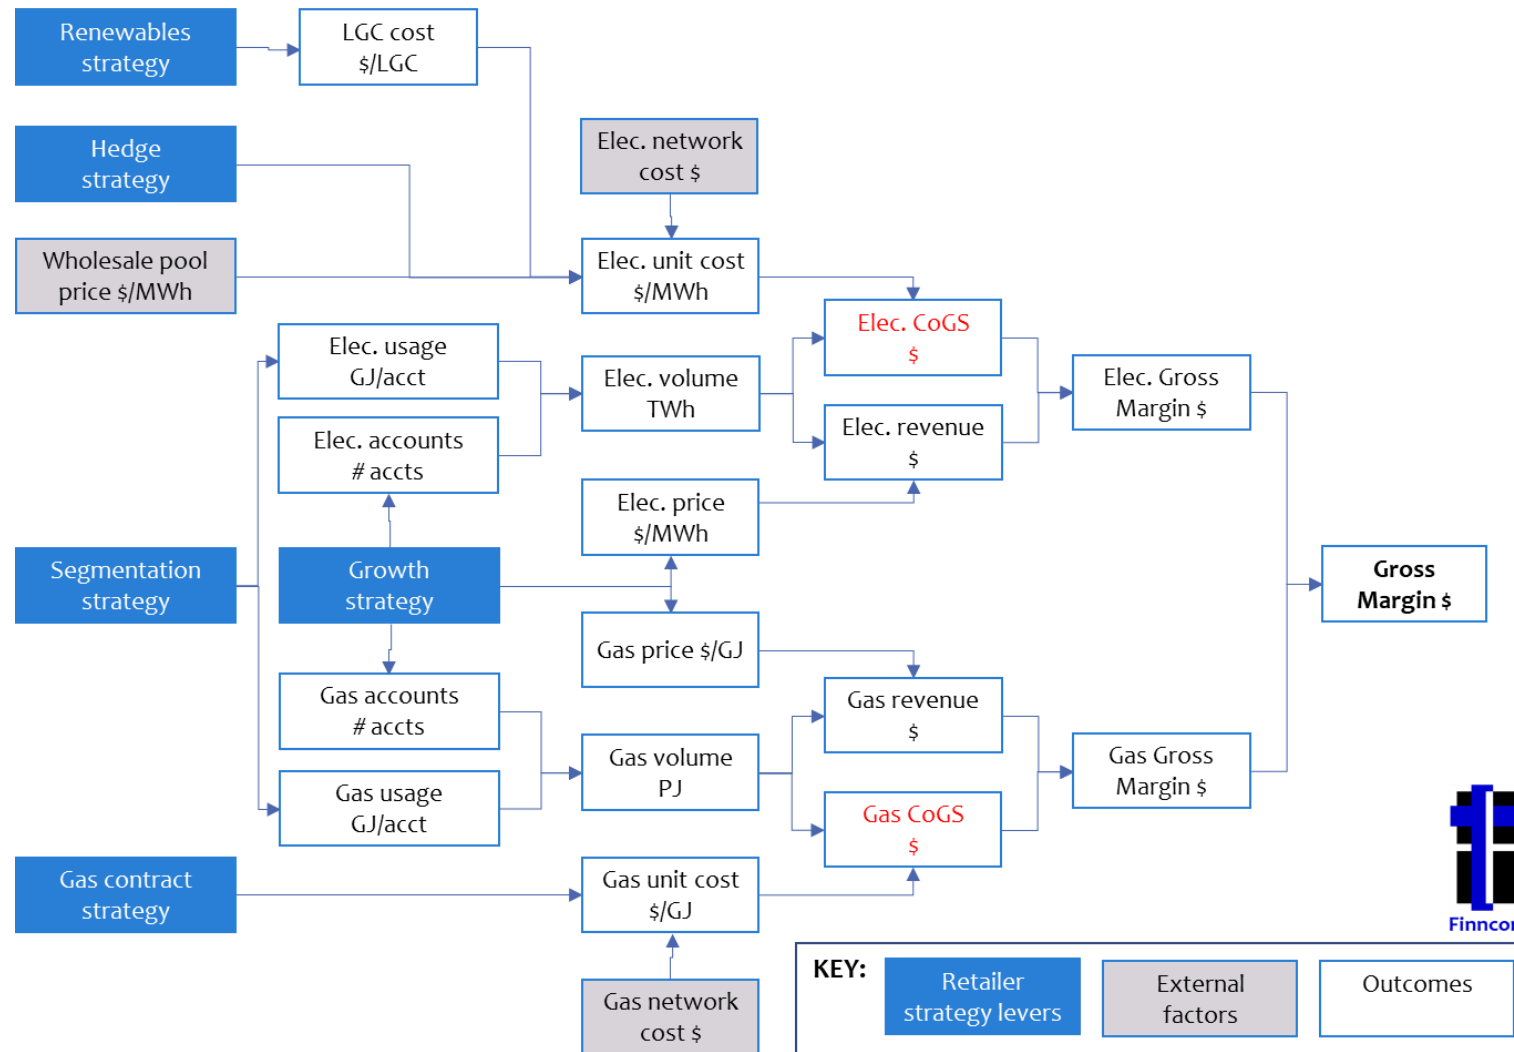 Renewables
strategy
LGC cost
$/LGC
Hedge
strategy
Elec. network
cost $
Wholesale pool
price $/MWh
Elec. unit cost
$/MWh
Elec. CoGS
$
Elec. usage
GJ/acct
Elec. volume
TWh
Elec. Gross
Margin $
Elec. accounts
# accts
Elec. revenue
$
Elec. price
$/MWh
Segmentation
strategy
Growth
strategy
Gross
Margin $
Gas price $/GJ
Gas accounts
# accts
Gas revenue
$
Gas volume
PJ
Gas Gross
Margin $
Gas usage
GJ/acct
Gas CoGS
$
Gas contract
strategy
Gas unit cost
$/GJ
Gas network
cost $
KEY:
Retailer
strategy levers
External
factors
Outcomes